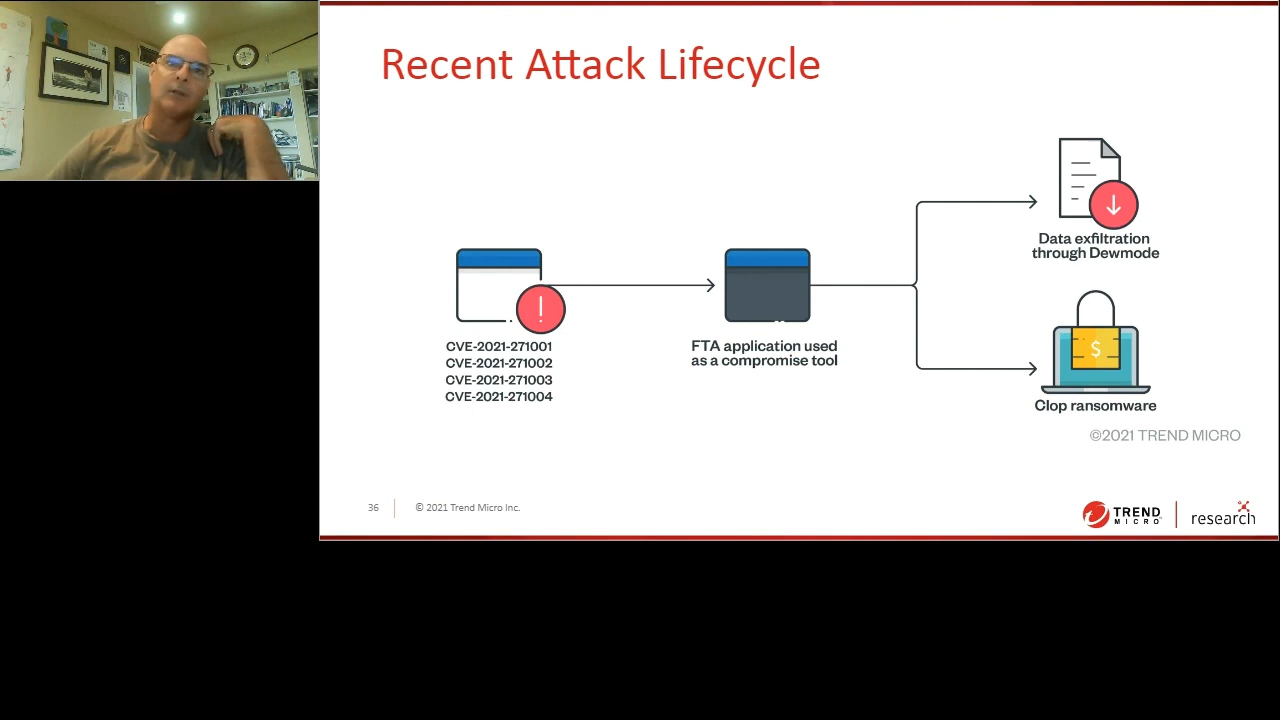 Recent Attack Lifecycle
CVE-2021-271001
CVE-2021-271002
CVE-2021-271003
CVE-2021-271004
FTA application used
as a compromise tool
Data exfiltration
through Dewmode
$
Clop ransomware
©2021 TREND MICRO
36
© 2021 Trend Micro Inc.
TREND
MICRO
research